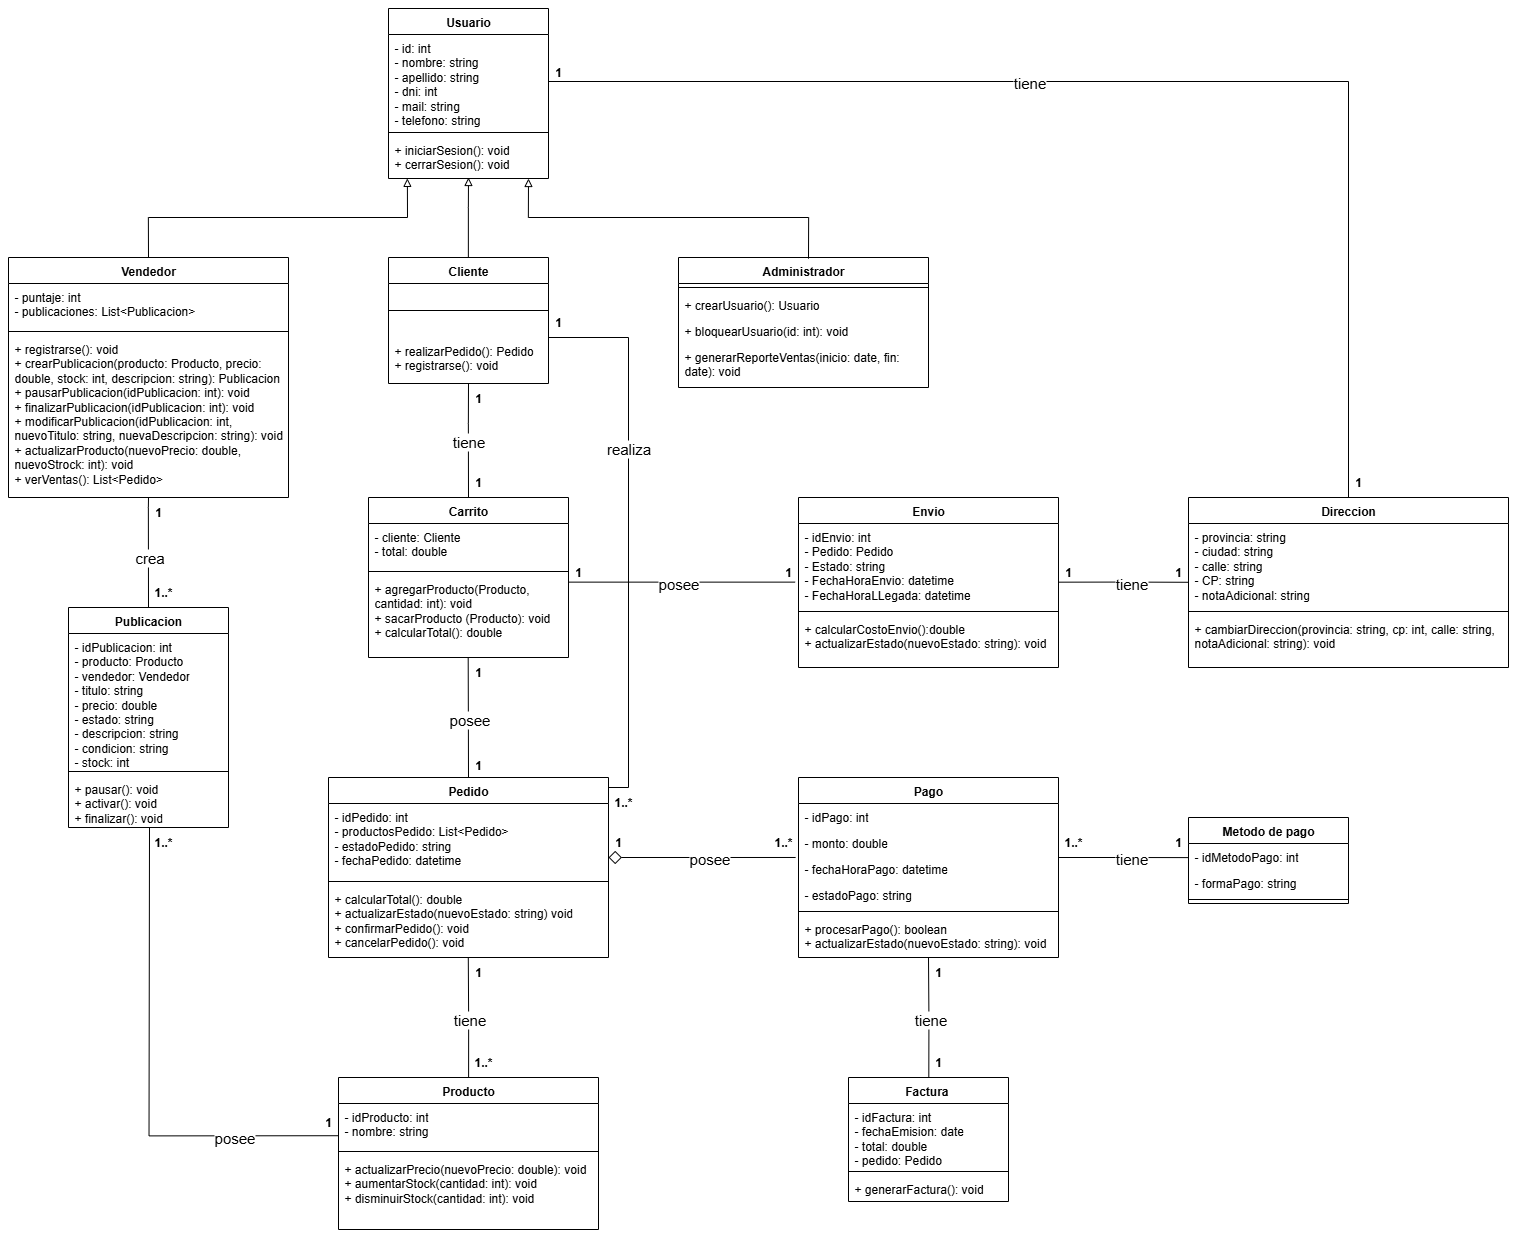 Usuario
- id: int
- nombre: string
- apellido: string
- dni: int
- mail: string
- telefono: string
+ iniciarSesion(): void
+ cerrarSesion(): void
1
tiene
Vendedor
- puntaje: int
- publicaciones: List<Publicacion>
+ registrarse(): void
+ crearPublicacion(producto: Producto, precio:
double, stock: int, descripcion: string): Publicacion
+ pausarPublicacion(idPublicacion: int): void
+ finalizarPublicacion(idPublicacion: int): void
+ modificarPublicacion(idPublicacion: int,
nuevoTitulo: string, nuevaDescripcion: string): void
+ actualizarProducto(nuevoPrecio: double,
nuevoStrock: int): void
+ verVentas(): List<Pedido>
Cliente
+ realizarPedido(): Pedido
+ registrarse(): void
1
realiza
Administrador
+ crearUsuario(): Usuario
+ bloquearUsuario(id: int): void
+ generarReporteVentas(inicio: date, fin:
date): void
1
tiene
1
1
1
crea
1..*
Carrito
- cliente: Cliente
- total: double
+ agregarProducto(Producto,
cantidad: int): void
+ sacarProducto (Producto): void
+ calcularTotal(): double
1
posee
1
Envio
- idEnvio: int
- Pedido: Pedido
- Estado: string
- FechaHoraEnvio: datetime
- FechaHoraLLegada: datetime
+ calcularCostoEnvio():double
+ actualizarEstado(nuevoEstado: string): void
1
tiene
1
Direccion
- provincia: string
- ciudad: string
- calle: string
- CP: string
- notaAdicional: string
+ cambiarDireccion(provincia: string, cp: int, calle: string,
notaAdicional: string): void
Publicacion
- idPublicacion: int
- producto: Producto
- vendedor: Vendedor
- titulo: string
- precio: double
- estado: string
- descripcion: string
- condicion: string
- stock: int
+ pausar(): void
+ activar(): void
+ finalizar(): void
1..*
1
posee
1
Pedido
- idPedido: int
- productosPedido: List<Pedido>
- estadoPedido: string
- fechaPedido: datetime
+ calcularTotal(): double
+ actualizarEstado(nuevoEstado: string) void
+ confirmarPedido(): void
+ cancelarPedido(): void
1..*
1
posee
1..*
Pago
- idPago: int
- monto: double
- fechaHoraPago: datetime
- estadoPago: string
+ procesarPago(): boolean
+ actualizarEstado(nuevoEstado: string): void
1..*
tiene
1
Metodo de pago
- idMetodoPago: int
- formaPago: string
1
tiene
1..*
1
tiene
1
Producto
- idProducto: int
- nombre: string
+ actualizarPrecio(nuevoPrecio: double): void
+ aumentarStock(cantidad: int): void
+ disminuirStock(cantidad: int): void
1
posee
Factura
- idFactura: int
- fechaEmision: date
- total: double
- pedido: Pedido
+ generarFactura(): void